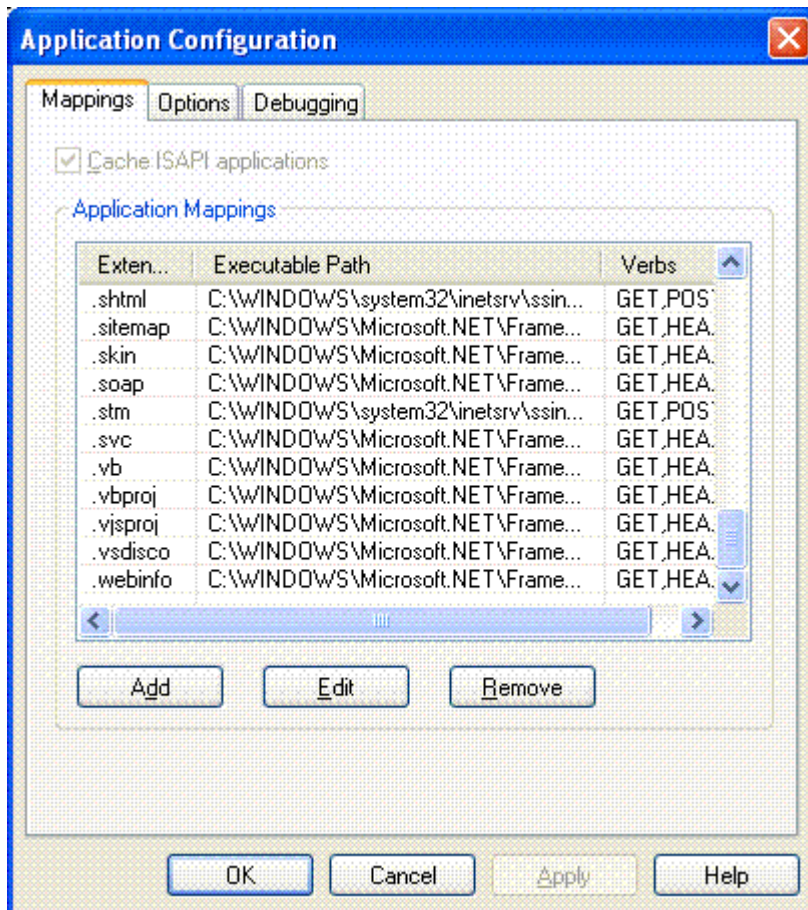 Application Configuration
Mappings Options Debugging
Cache ISAPI applications
Application Mappings
Exten... Executable Path Verbs
.shtml C:\WINDOWS\system32\inetsrv\ssin... GET,POST
.sitemap C:\WINDOWS\Microsoft.NET\Frame... GET,HEA.
.skin C:\WINDOWS\Microsoft.NET\Frame... GET,HEA.
.soap C:\WINDOWS\Microsoft.NET\Frame... GET,HEA.
.stm C:\WINDOWS\system32\inetsrv\ssin... GET,POST
.svc C:\WINDOWS\Microsoft.NET\Frame... GET,HEA.
.vb C:\WINDOWS\Microsoft.NET\Frame... GET,HEA.
.vbproj C:\WINDOWS\Microsoft.NET\Frame... GET,HEA.
.vjsproj C:\WINDOWS\Microsoft.NET\Frame... GET,HEA.
.vsdisco C:\WINDOWS\Microsoft.NET\Frame... GET,HEA.
.webinfo C:\WINDOWS\Microsoft.NET\Frame... GET,HEA.
Add Edit Remove
OK Cancel Apply Help